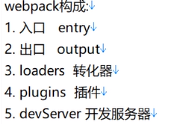 webpack构成:
1. 入口 entry
2. 出口 output
3. loaders 转化器
4. plugins 插件
5. devServer 开发服务器